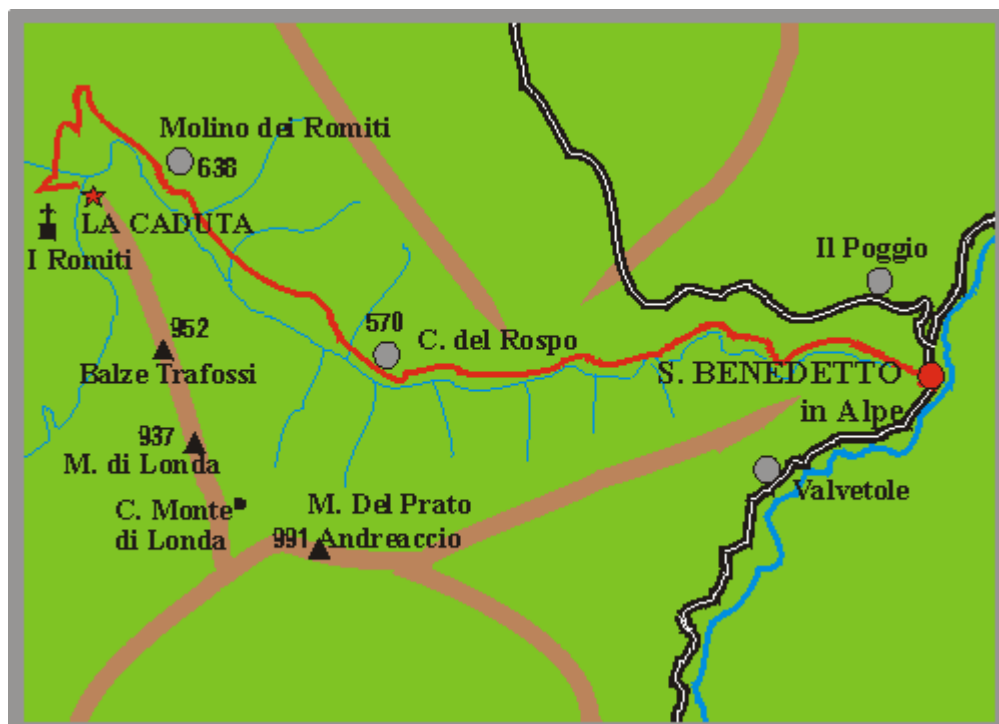 Molino dei Romiti
638
LA CADUTA
I Romiti
Il Poggio
952
570
C. del Rospo
Balze Trafossi
S. BENEDETTO
in Alpe
937
M. di Londa
Valvetole
C. Monte
di Londa
M. Del Prato
991 Andreaccio